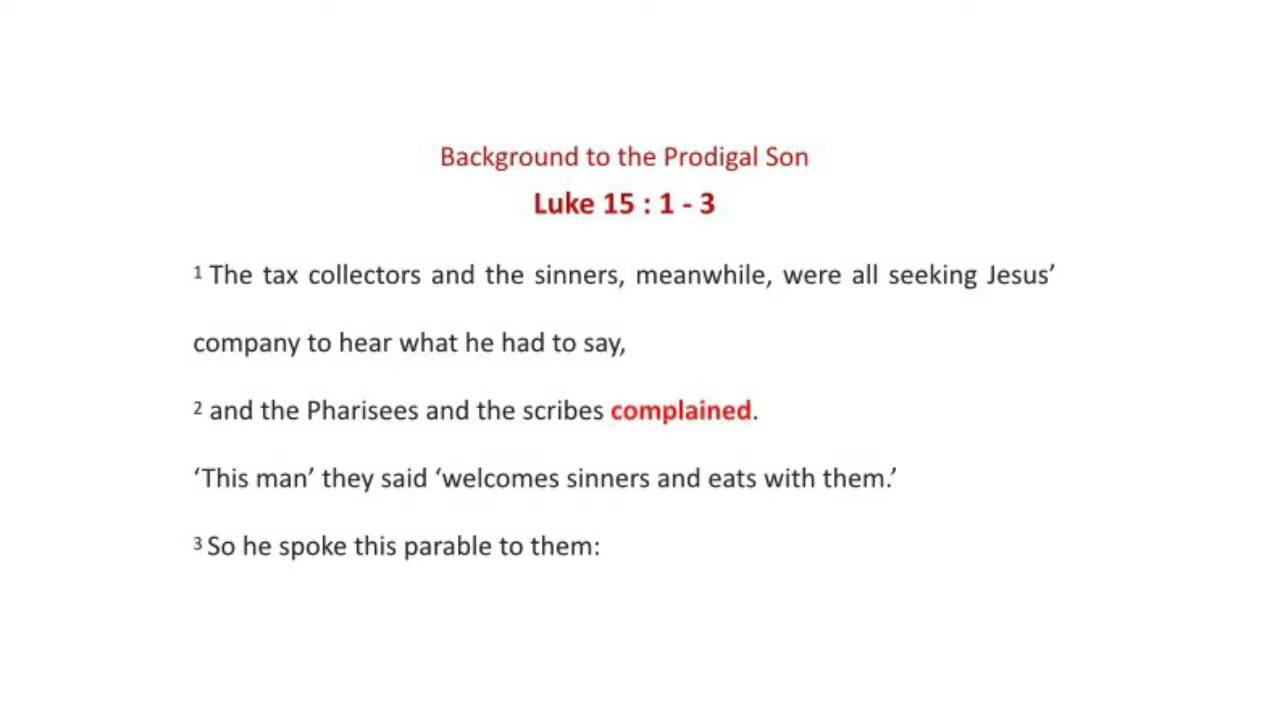 Background to the Prodigal Son
Luke 15 : 1 - 3
¹ The tax collectors and the sinners, meanwhile, were all seeking Jesus’
company to hear what he had to say,
² and the Pharisees and the scribes complained.
‘This man’ they said ‘welcomes sinners and eats with them.’
³ So he spoke this parable to them: